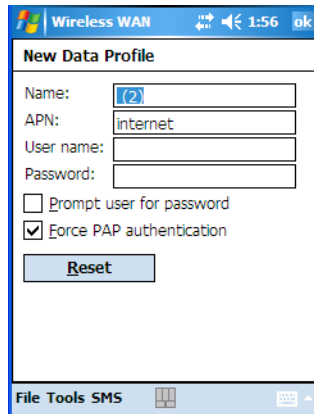 Wireless WAN 1:56 ok
New Data Profile
Name: (2)
APN: internet
User name:
Password:
Prompt user for password
Force PAP authentication
Reset
File Tools SMS